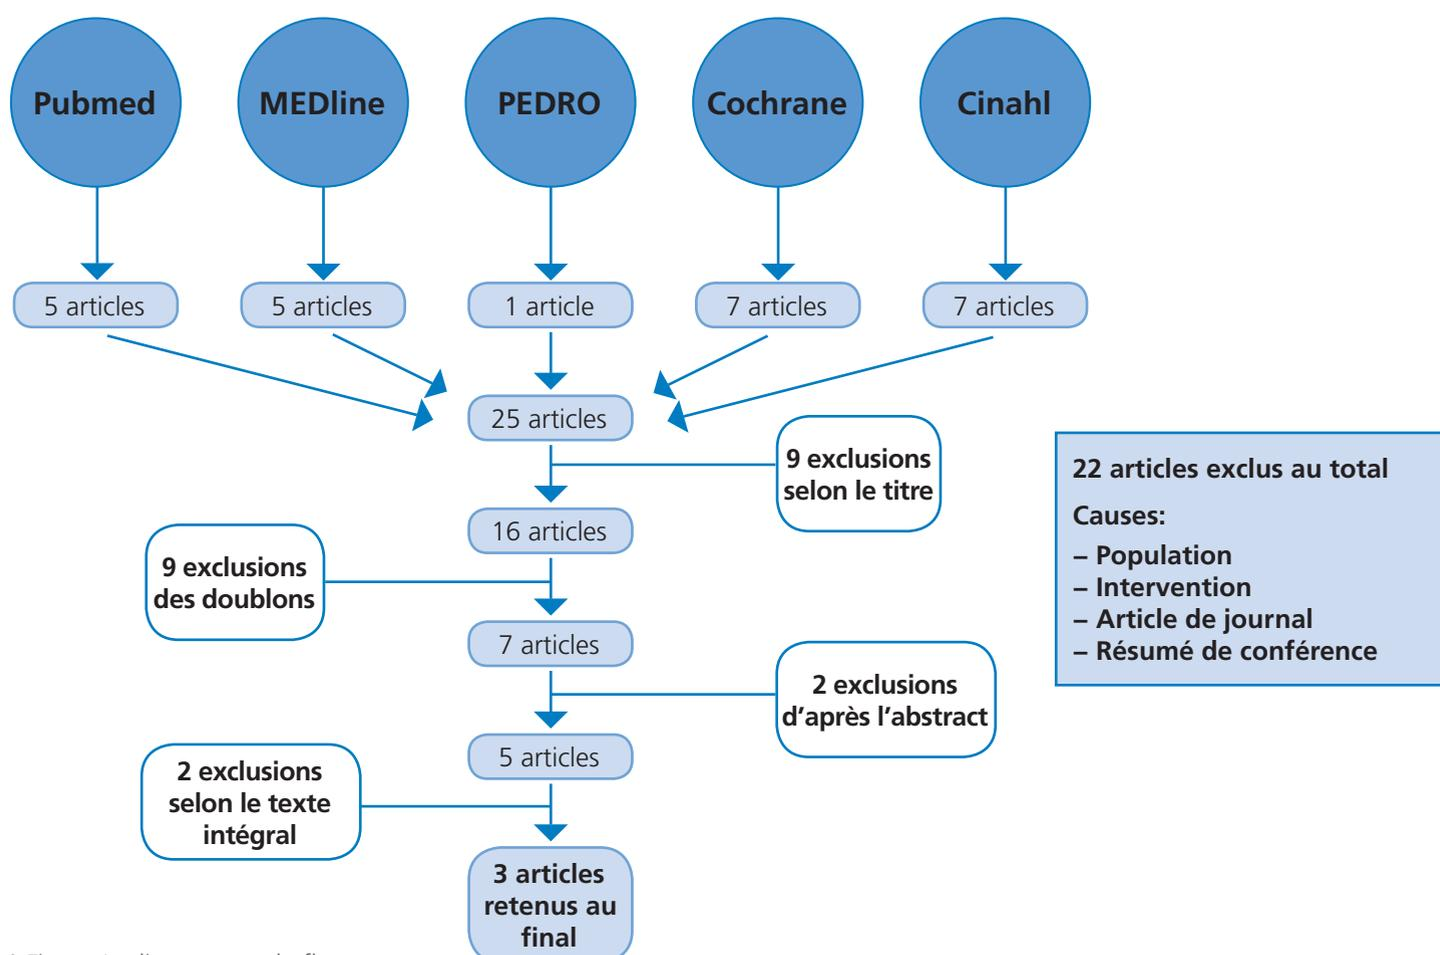 Pubmed
MEDline
PEDRO
Cochrane
Cinahl
5 articles
5 articles
1 article
7 articles
7 articles
25 articles
9 exclusions
selon le titre
16 articles
9 exclusions
des doublons
7 articles
2 exclusions
d’après l’abstract
5 articles
2 exclusions
selon le texte
intégral
3 articles
retenus au
final
22 articles exclus au total
Causes:
– Population
– Intervention
– Article de journal
– Résumé de conférence